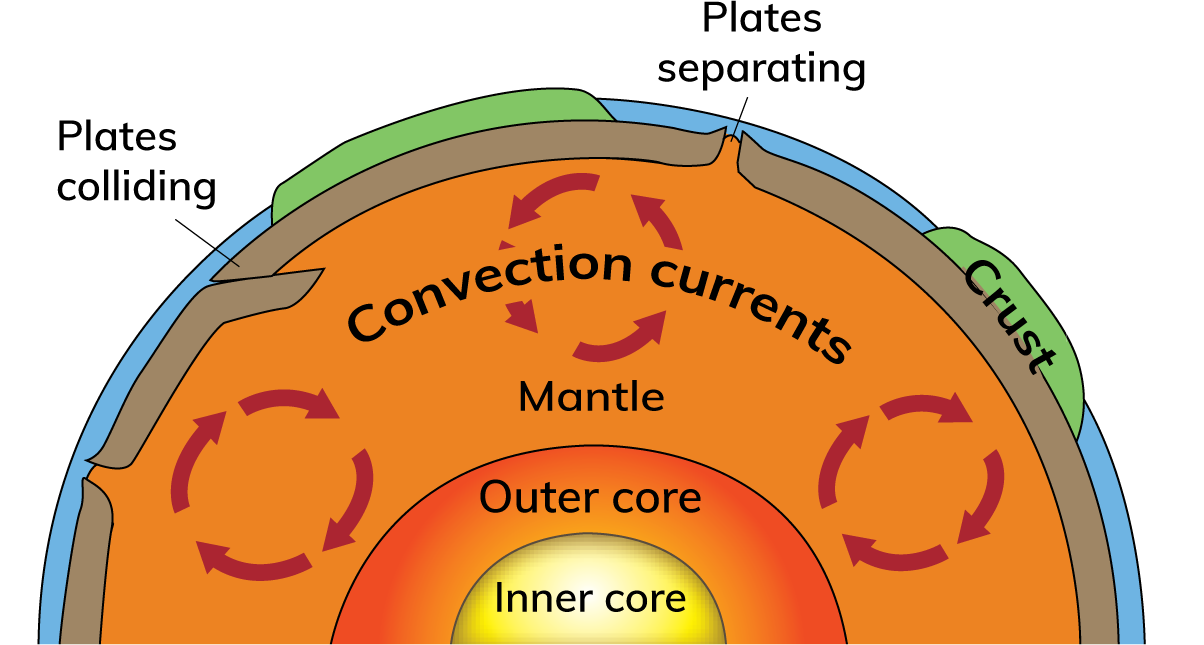 Plates
separating
Plates
colliding
Convection currents
Crust
Mantle
Outer core
Inner core